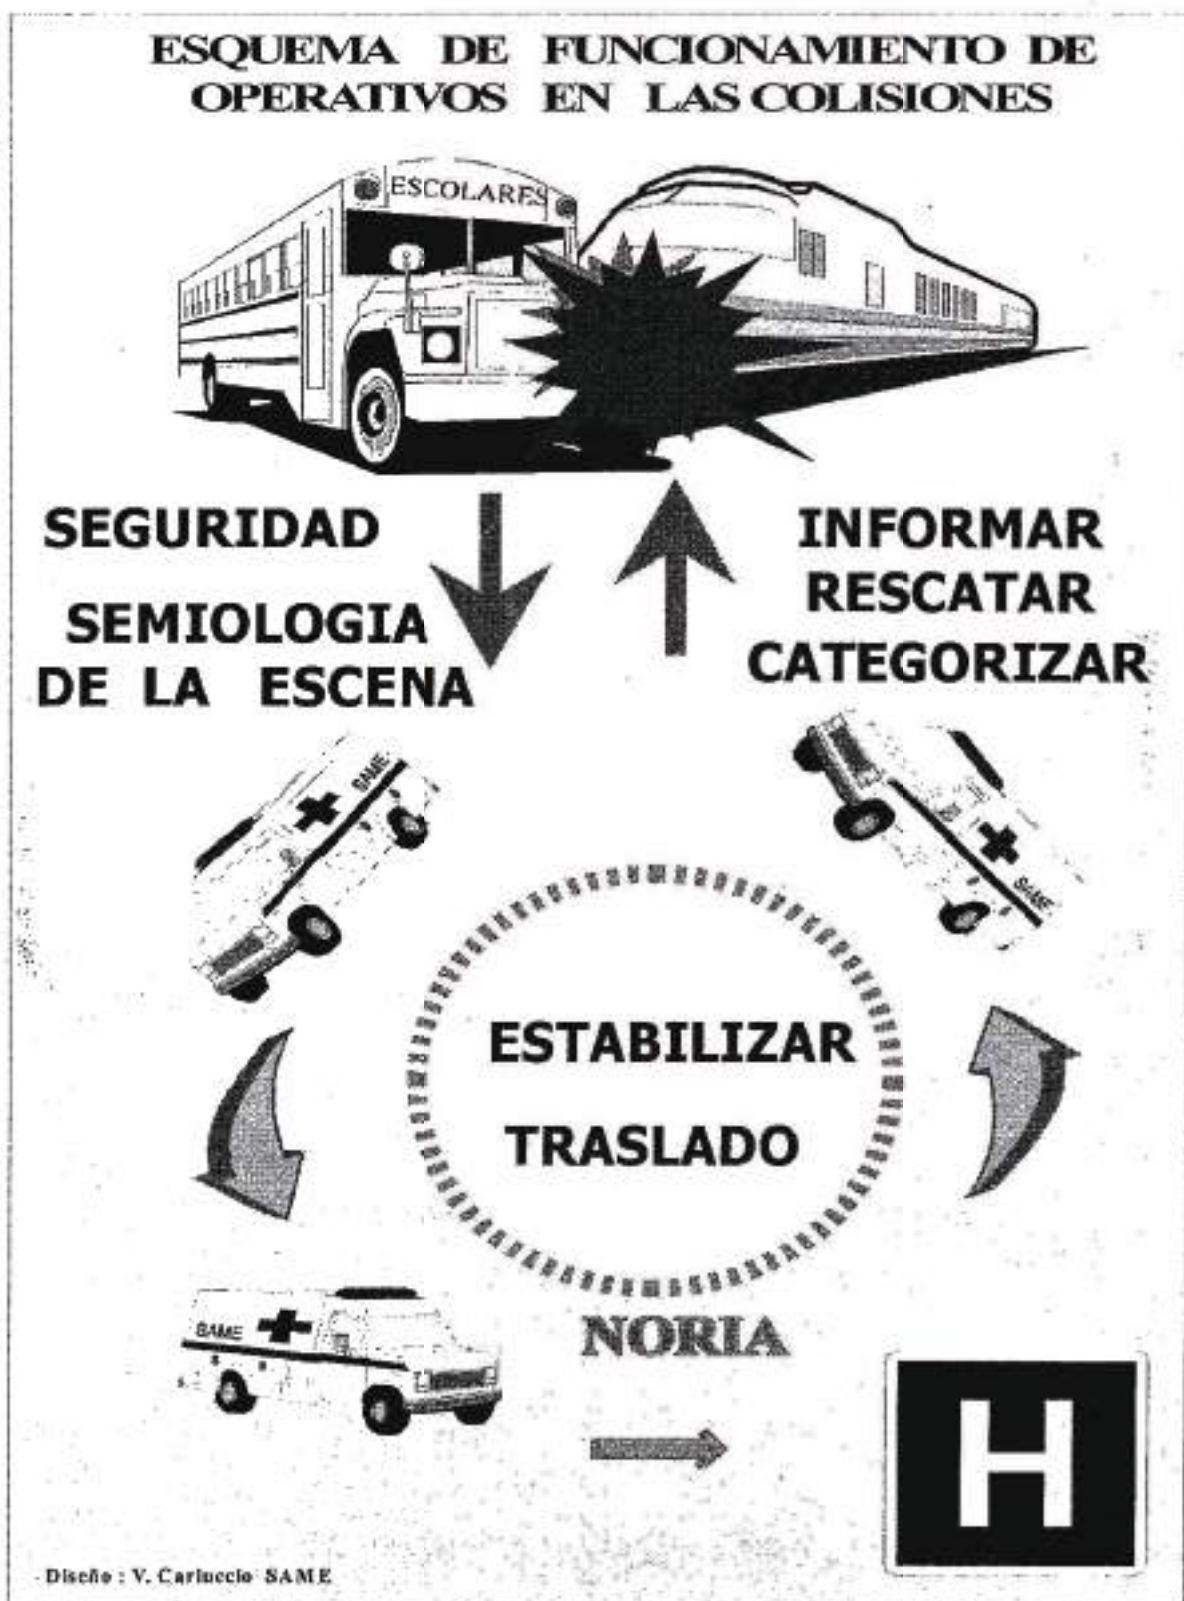 ESQUEMA DE FUNCIONAMIENTO DE
OPERATIVOS EN LAS COLISIONES
ESCOLARES
SEGURIDAD
SEMIOLOGIA
DE LA ESCENA
INFORMAR
RESCATAR
CATEGORIZAR
SAME
SAME
ESTABILIZAR
TRASLADO
SAME
NORIA
H
Diseño : V. Carluccio SAME